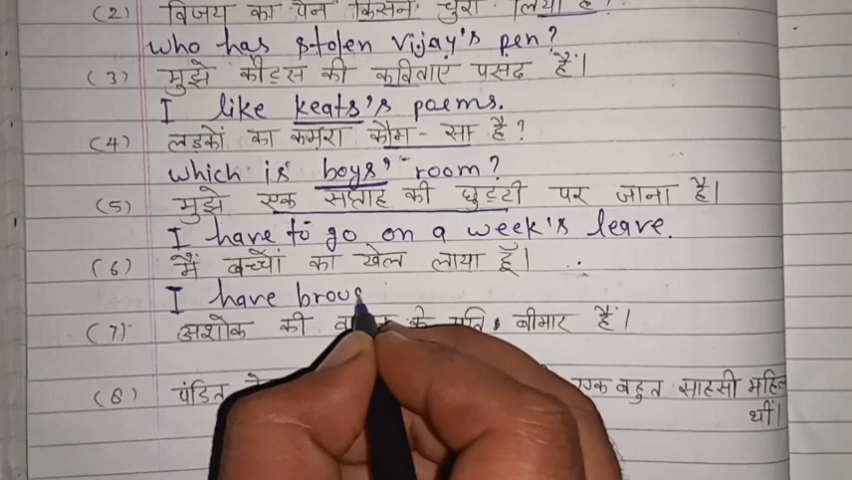 (2) विजय का पेन किसने चुरा लिया है?
who has stolen vijay's pen?
(3) मुझे कीट्स की कविताएं पसंद हैं।
I like keats's poems.
(4) लड़कों का कमरा कौन-सा है?
which is boys' room?
(5) मुझे एक सप्ताह की छुट्टी पर जाना है।
I have to go on a week's leave.
(6) मैं बच्चों का खेल लाया हूँ।
I have broug
(7) अशोक की के पति बीमार हैं।
(8) पंडित एक बहुत साहसी
थीं।